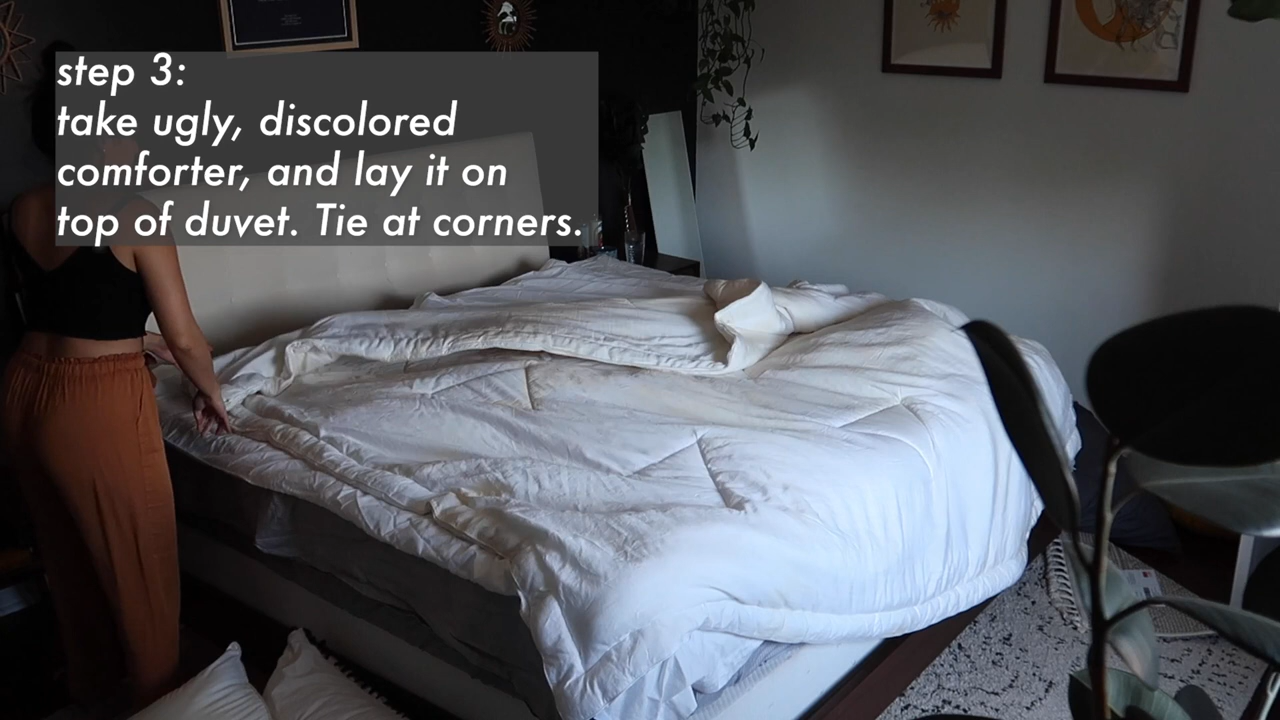 step 3:
take ugly, discolored
comforter, and lay it on
top of duvet. Tie at corners.